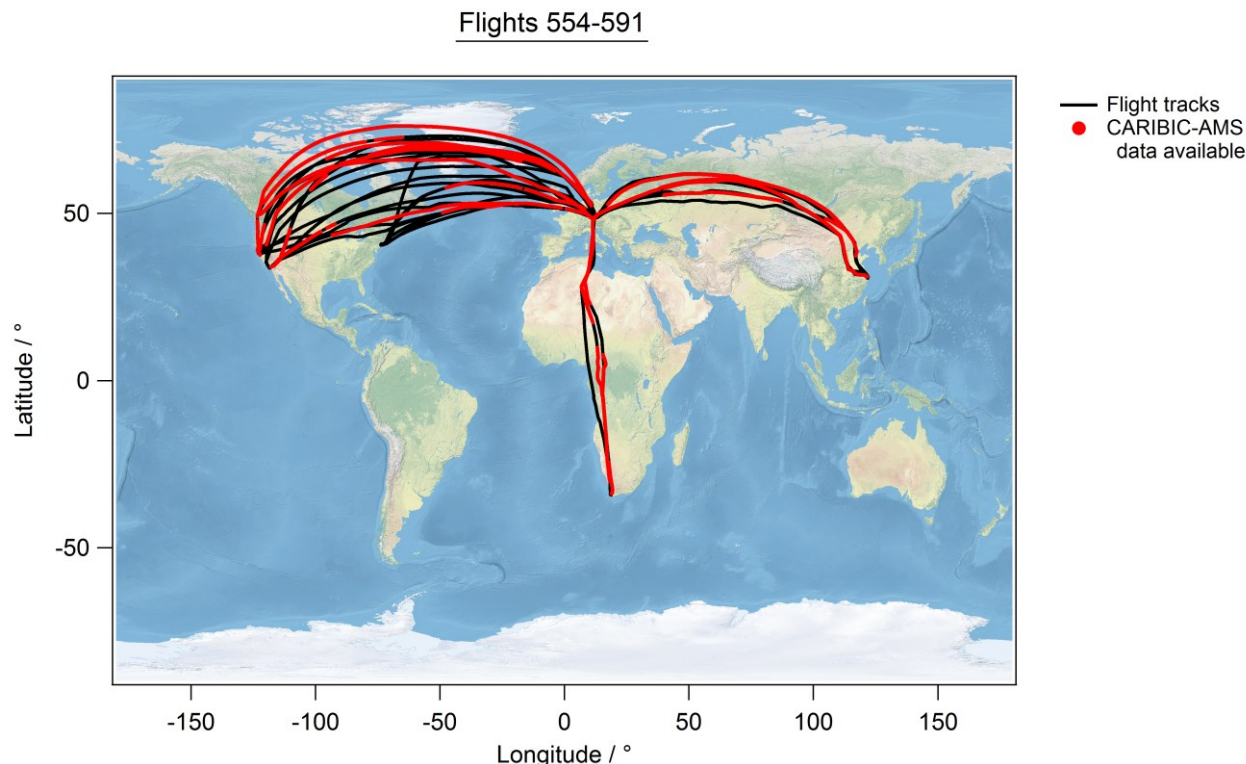 Flights 554-591
Flight tracks
CARIBIC-AMS
data available
50
0
-50
Latitude / °
-150
-100
-50
0
50
100
150
Longitude / °